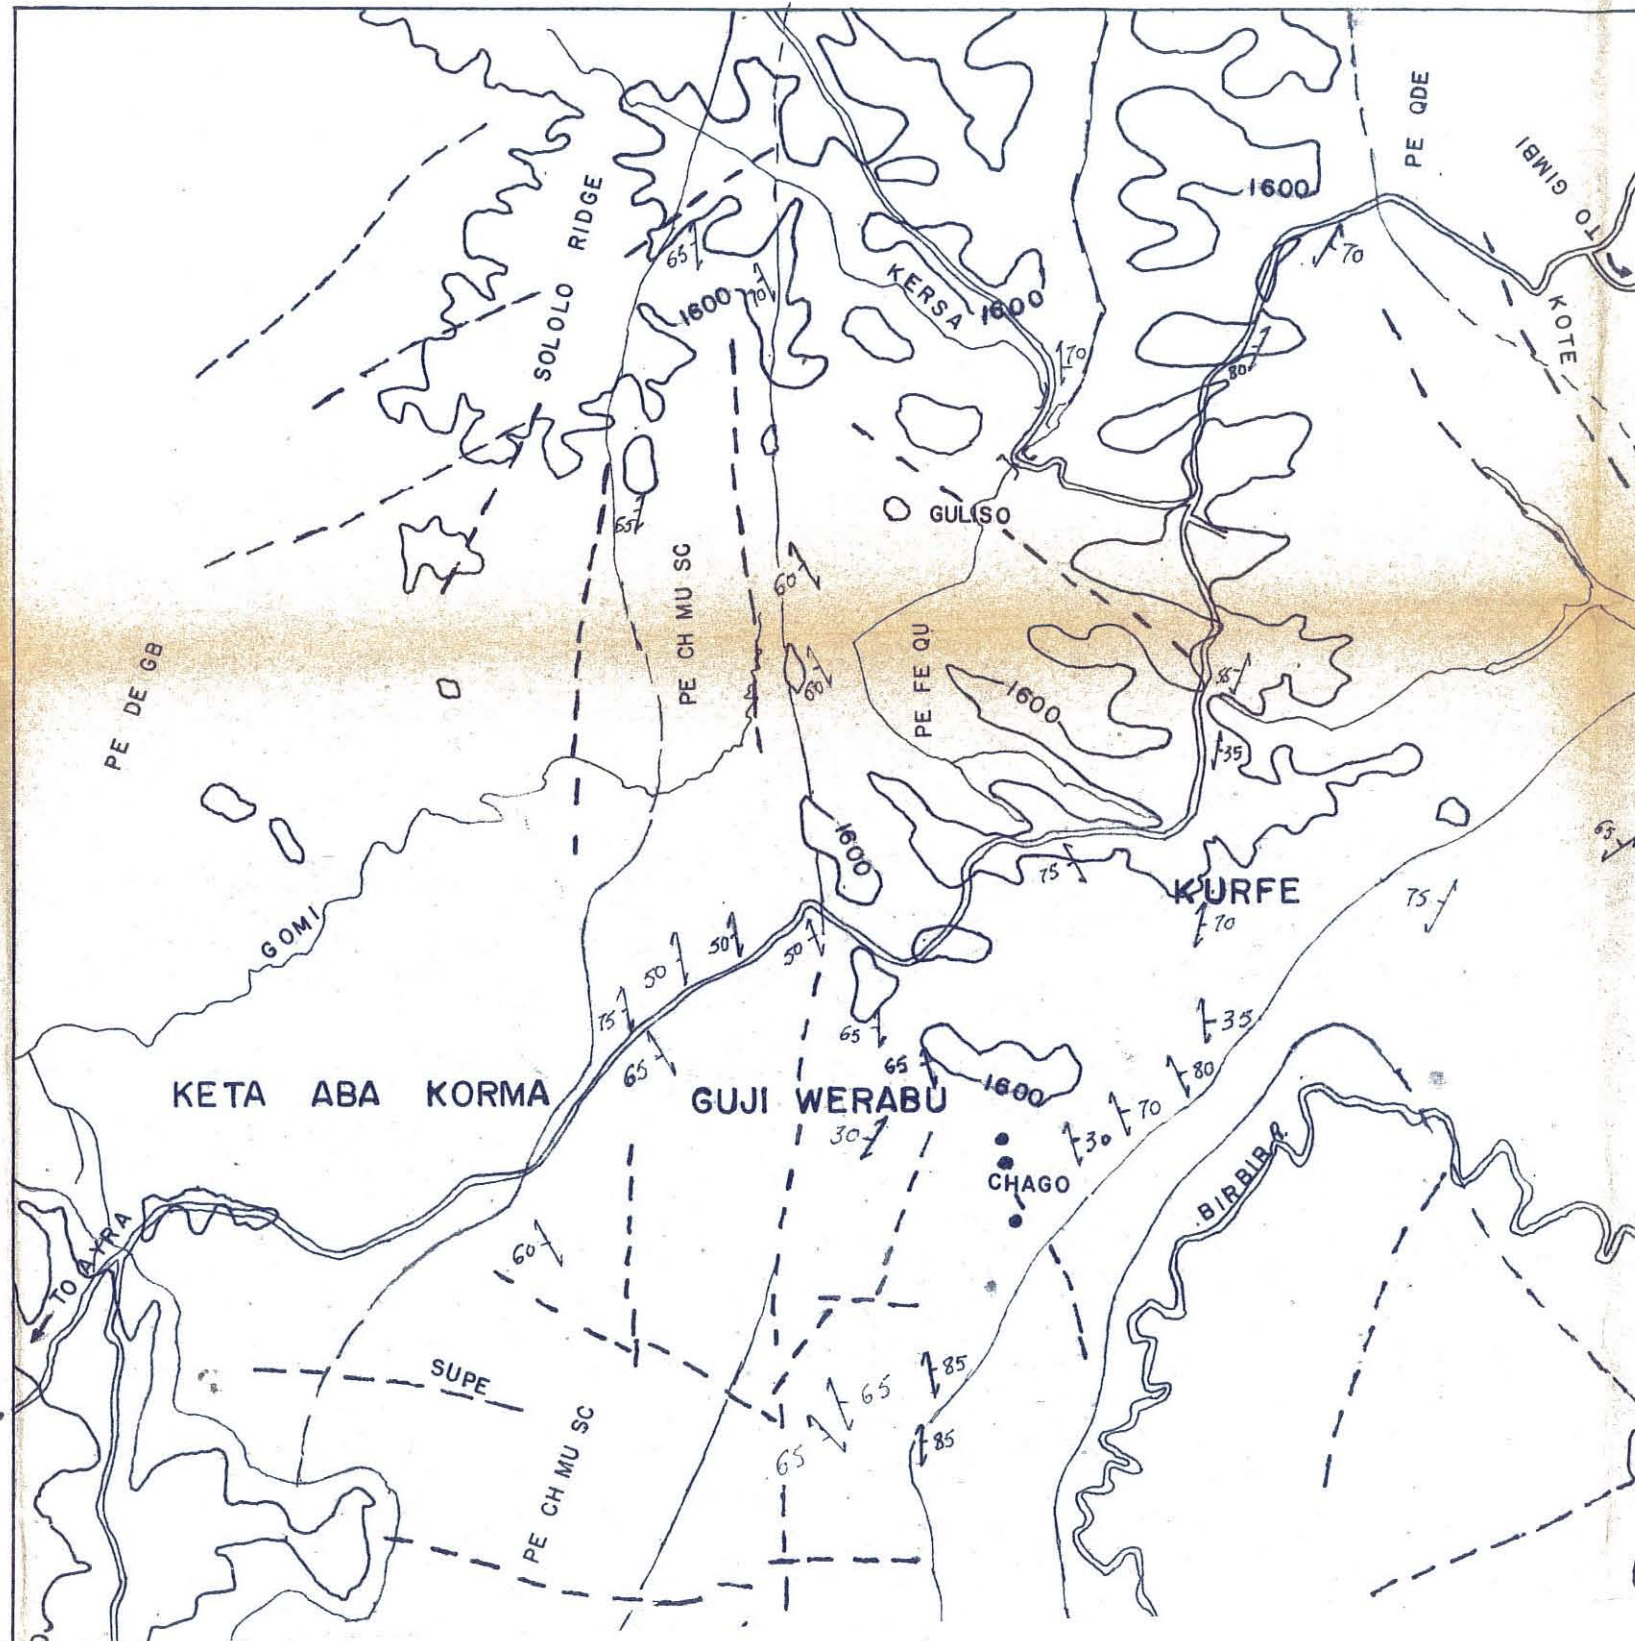 PE QDE
TO GIMBI
1600
SOLOLO RIDGE
65
70
1600
70
KERSA
1600
70
KOTE
80
65
GULISO
60
PE CH MU SC
60
PE FE QU
PE DE GB
55
1600
35
1600
65
75
KURFE
75
70
GOMI
50
50
50
75
65
35
65
65
80
1600
KETA ABA KORMA
GUJI WERABU
70
30
30
CHAGO
BIRBIR R.
60
TO AYRA
SUPE
85
65
65
85
PE CH MU SC